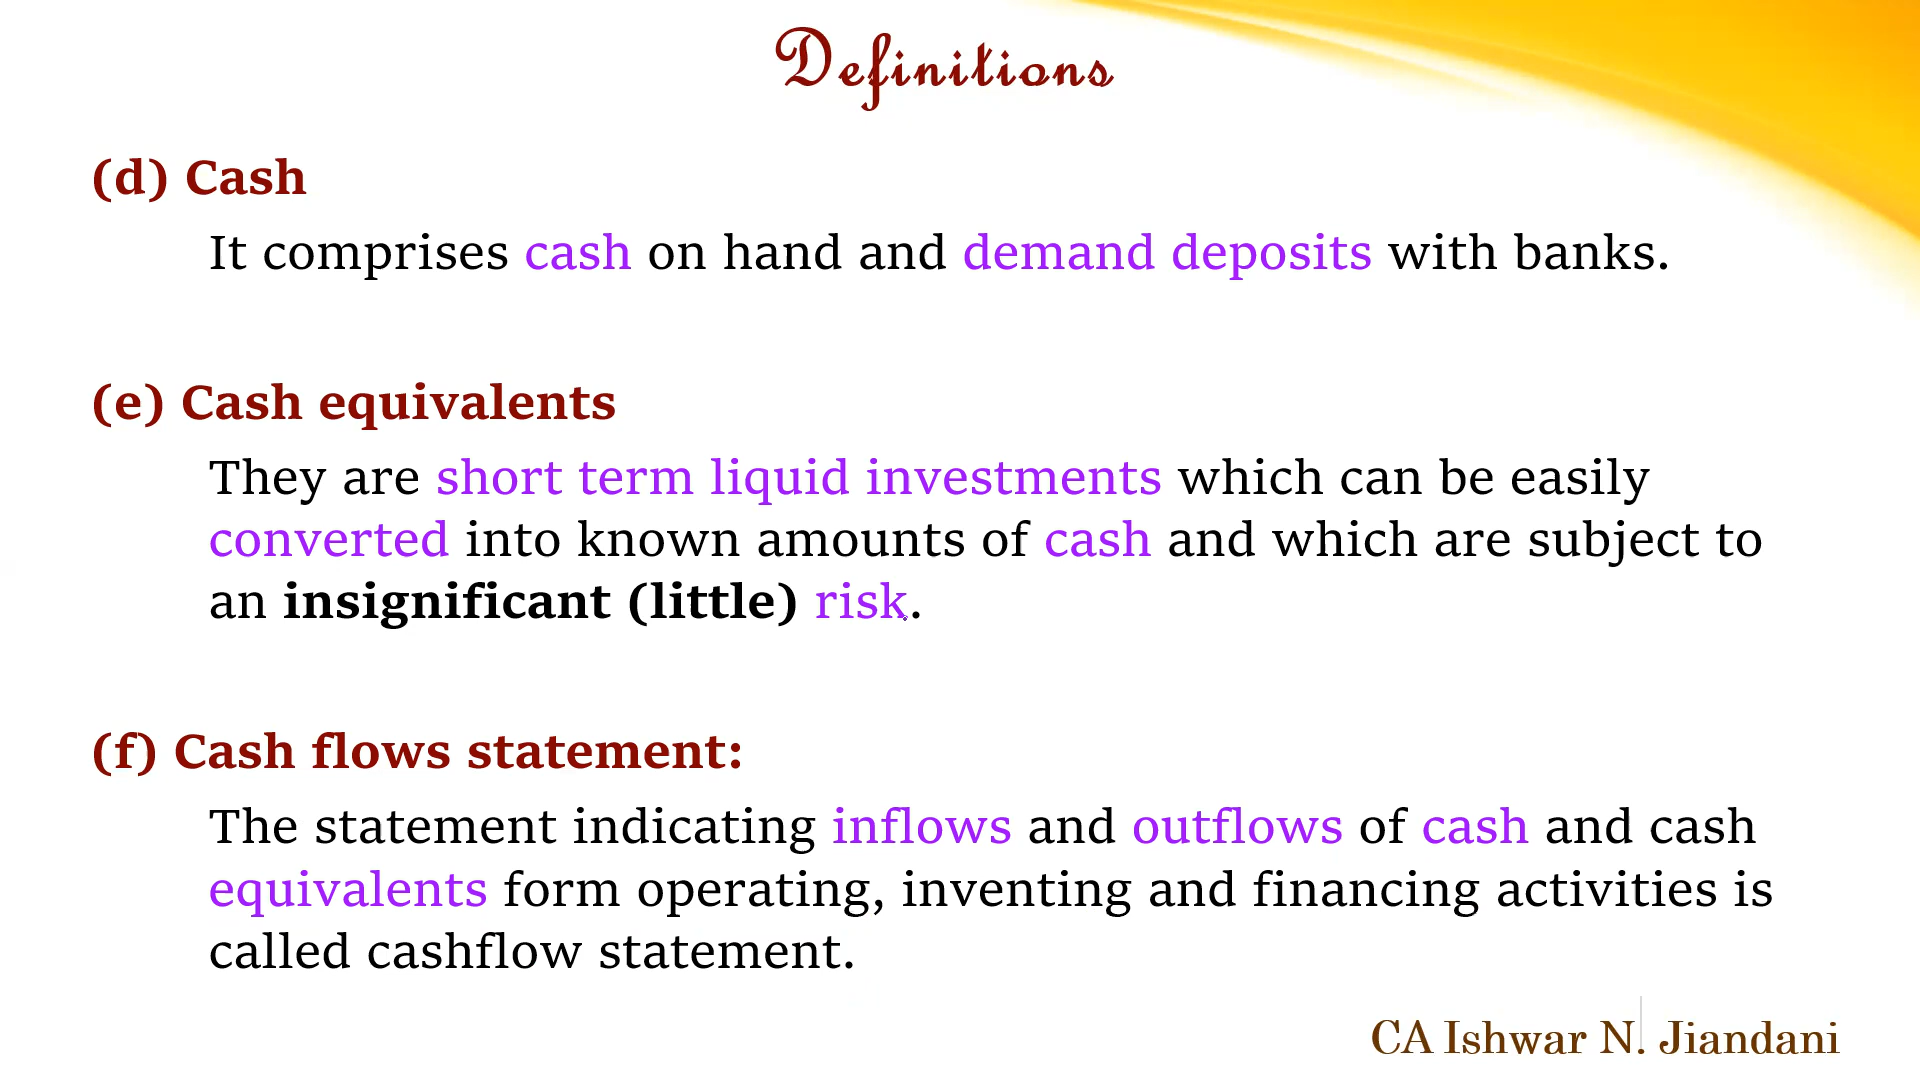 Definitions
(d) Cash
It comprises cash on hand and demand deposits with banks.
(e) Cash equivalents
They are short term liquid investments which can be easily
converted into known amounts of cash and which are subject to
an insignificant (little) risk.
(f) Cash flows statement:
The statement indicating inflows and outflows of cash and cash
equivalents form operating, inventing and financing activities is
called cashflow statement.
CA Ishwar N. Jiandani